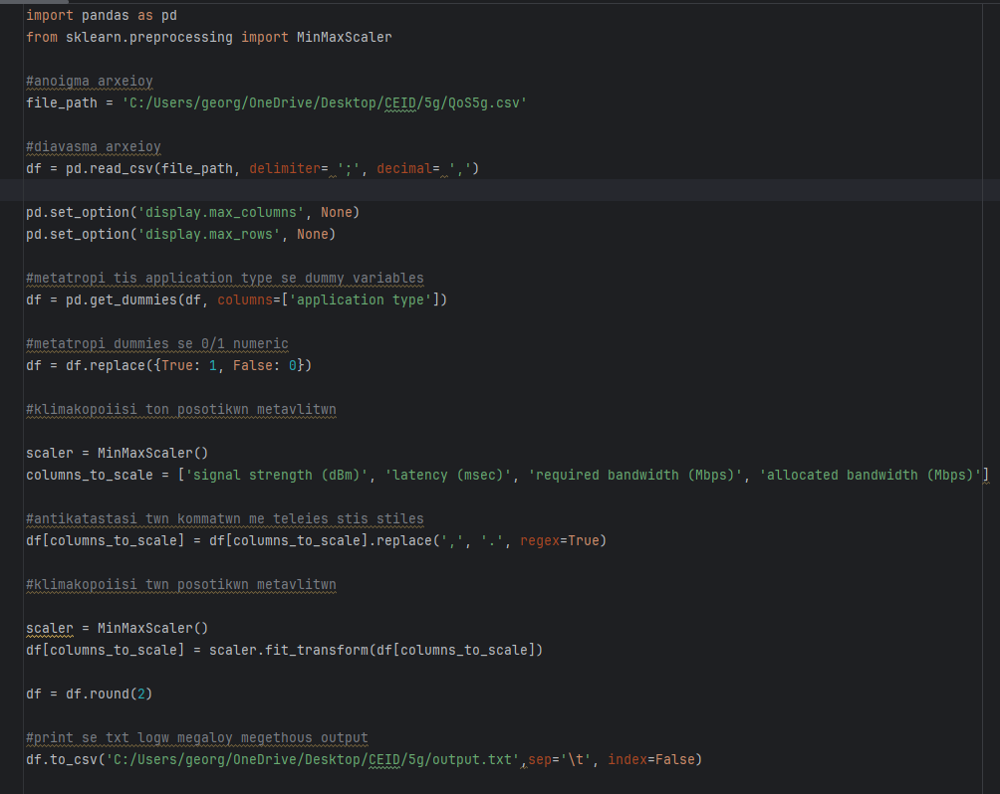 import pandas as pd
from sklearn.preprocessing import MinMaxScaler
#anoigma arxeioy
file_path = 'C:/Users/georg/OneDrive/Desktop/CEID/5g/QoS5g.csv'
#diavasma arxeioy
df = pd.read_csv(file_path, delimiter= ';', decimal= ',')
pd.set_option('display.max_columns', None)
pd.set_option('display.max_rows', None)
#metatropi tis application type se dummy variables
df = pd.get_dummies(df, columns=['application type'])
#metatropi dummies se 0/1 numeric
df = df.replace({True: 1, False: 0})
#klimakopoiisi ton posotikwn metavlitwn
scaler = MinMaxScaler()
columns_to_scale = ['signal strength (dBm)', 'latency (msec)', 'required bandwidth (Mbps)', 'allocated bandwidth (Mbps)']
#antikatastasi twn kommatwn me teleies stis stiles
df[columns_to_scale] = df[columns_to_scale].replace(',', '.', regex=True)
#klimakopoiisi twn posotikwn metavlitwn
scaler = MinMaxScaler()
df[columns_to_scale] = scaler.fit_transform(df[columns_to_scale])
df = df.round(2)
#print se txt logw megaloy megethous output
df.to_csv('C:/Users/georg/OneDrive/Desktop/CEID/5g/output.txt',sep='\t', index=False)